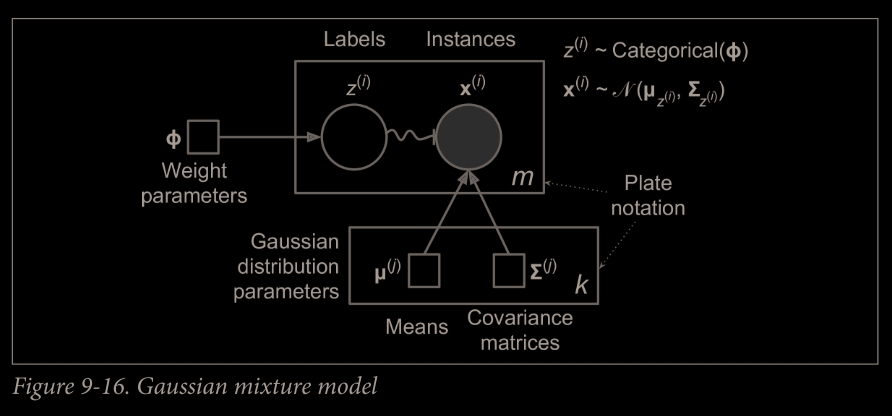 Labels
Instances
z⁽ⁱ⁾ ~ Categorical(ϕ)
z⁽ⁱ⁾
x⁽ⁱ⁾
x⁽ⁱ⁾ ~ 𝒩(μ_z⁽ⁱ⁾, Σ_z⁽ⁱ⁾)
ϕ
Weight
parameters
m
Plate
notation
Gaussian
distribution
parameters
μ⁽ʲ⁾
Σ⁽ʲ⁾
k
Means
Covariance
matrices
Figure 9-16. Gaussian mixture model